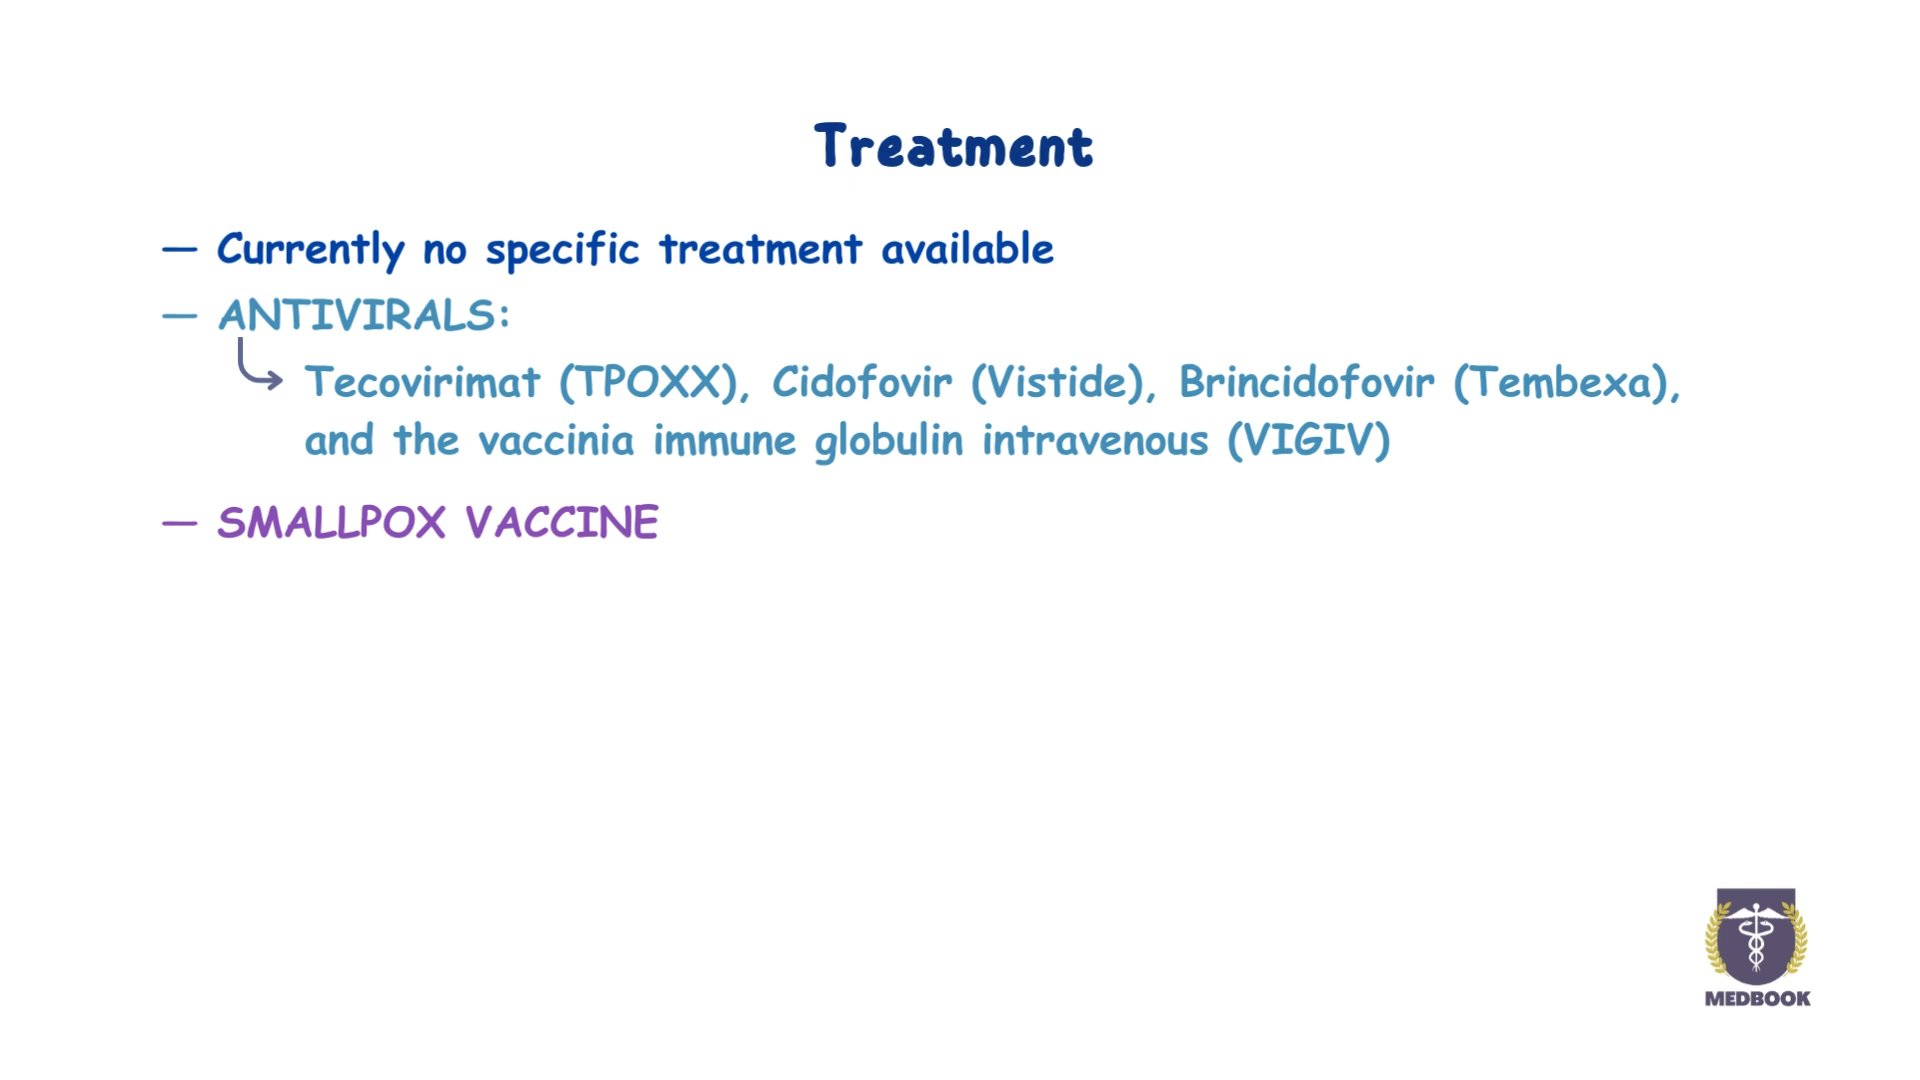 Treatment
— Currently no specific treatment available
— ANTIVIRALS:
Tecovirimat (TPOXX), Cidofovir (Vistide), Brincidofovir (Tembexa),
and the vaccinia immune globulin intravenous (VIGIV)
— SMALLPOX VACCINE
MEDBOOK